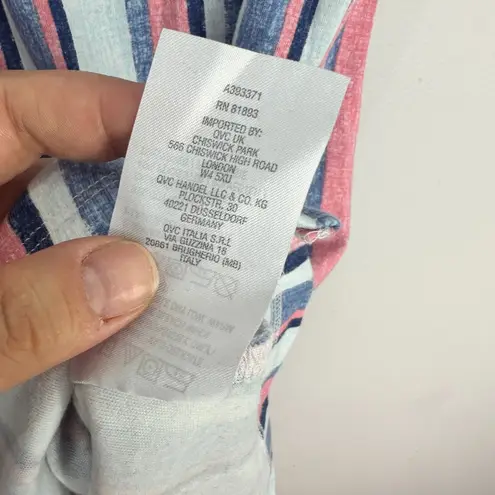 A393371
RN 81893
IMPORTED BY:
QVC UK
CHISWICK PARK
566 CHISWICK HIGH ROAD
LONDON
W4 5XU
QVC HANDEL LLC & CO. KG
PLOCKSTR. 30
40221 DUSSELDORF
GERMANY
QVC ITALIA S.R.L
VIA GUZZINA 18
20861 BRUGHERIO (MB)
ITALY